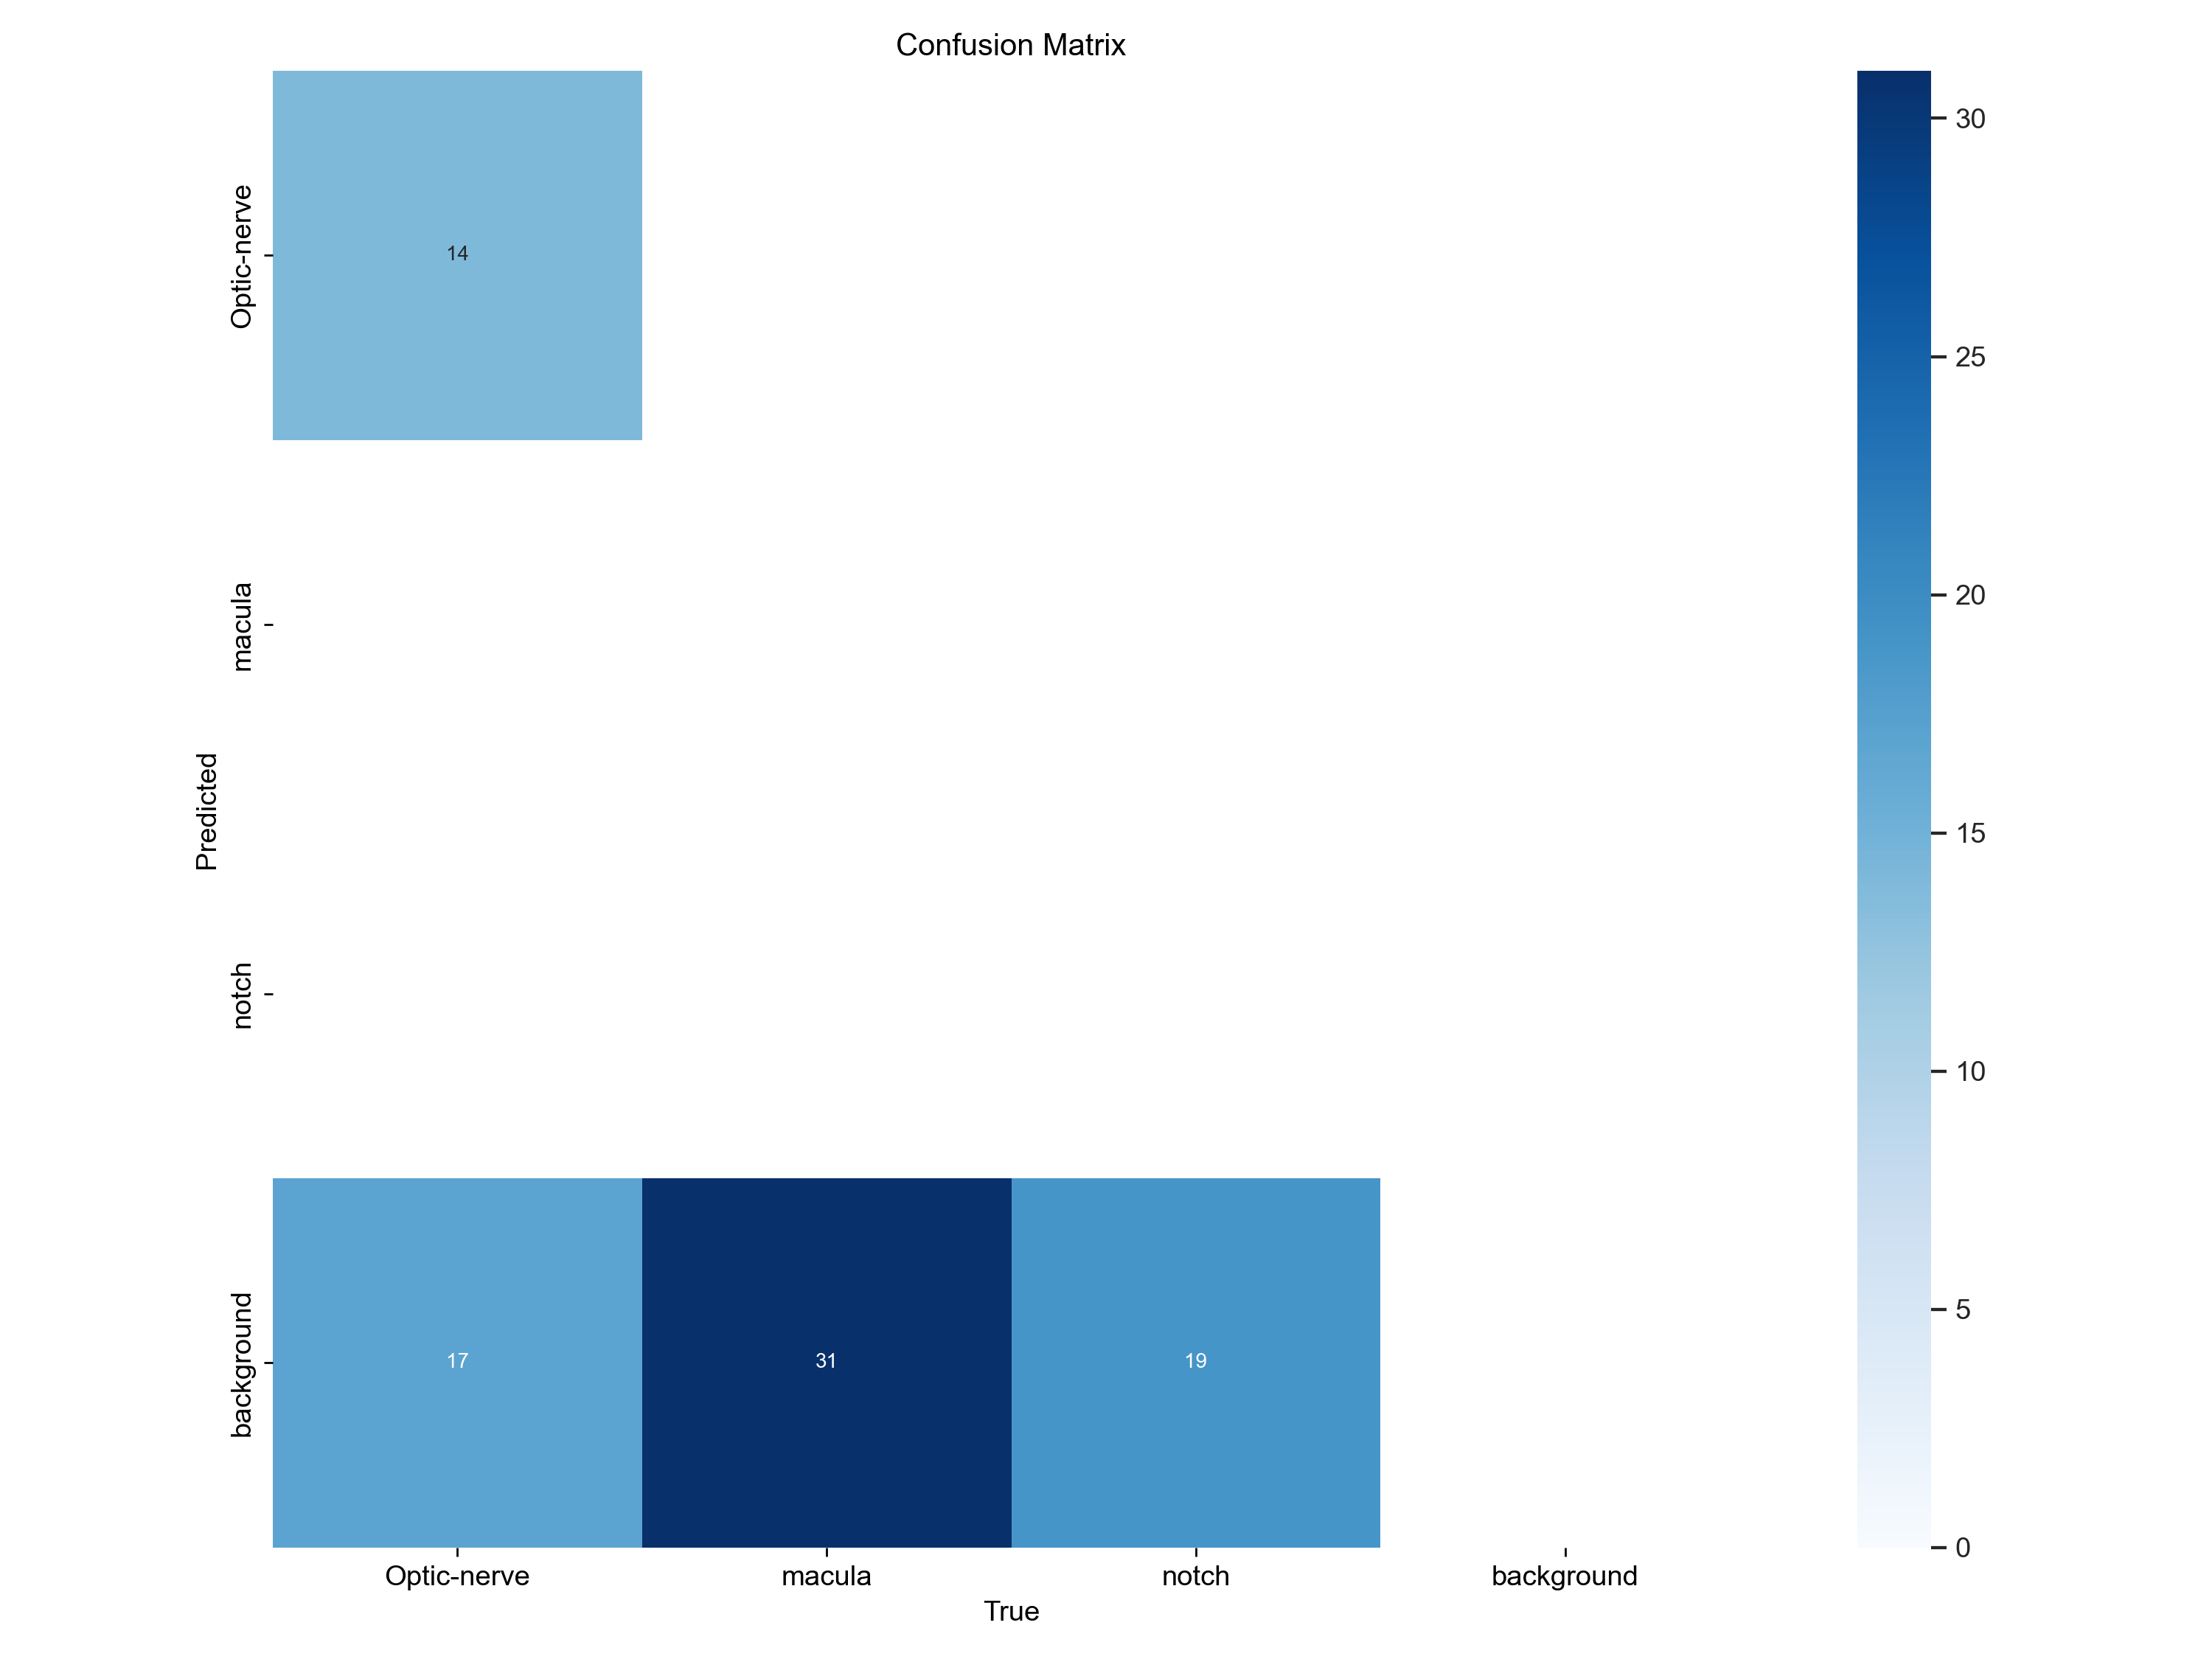 Confusion Matrix
Optic-nerve
14
macula
notch
background
17
31
19
Predicted
Optic-nerve
macula
notch
background
True
30
25
20
15
10
5
0